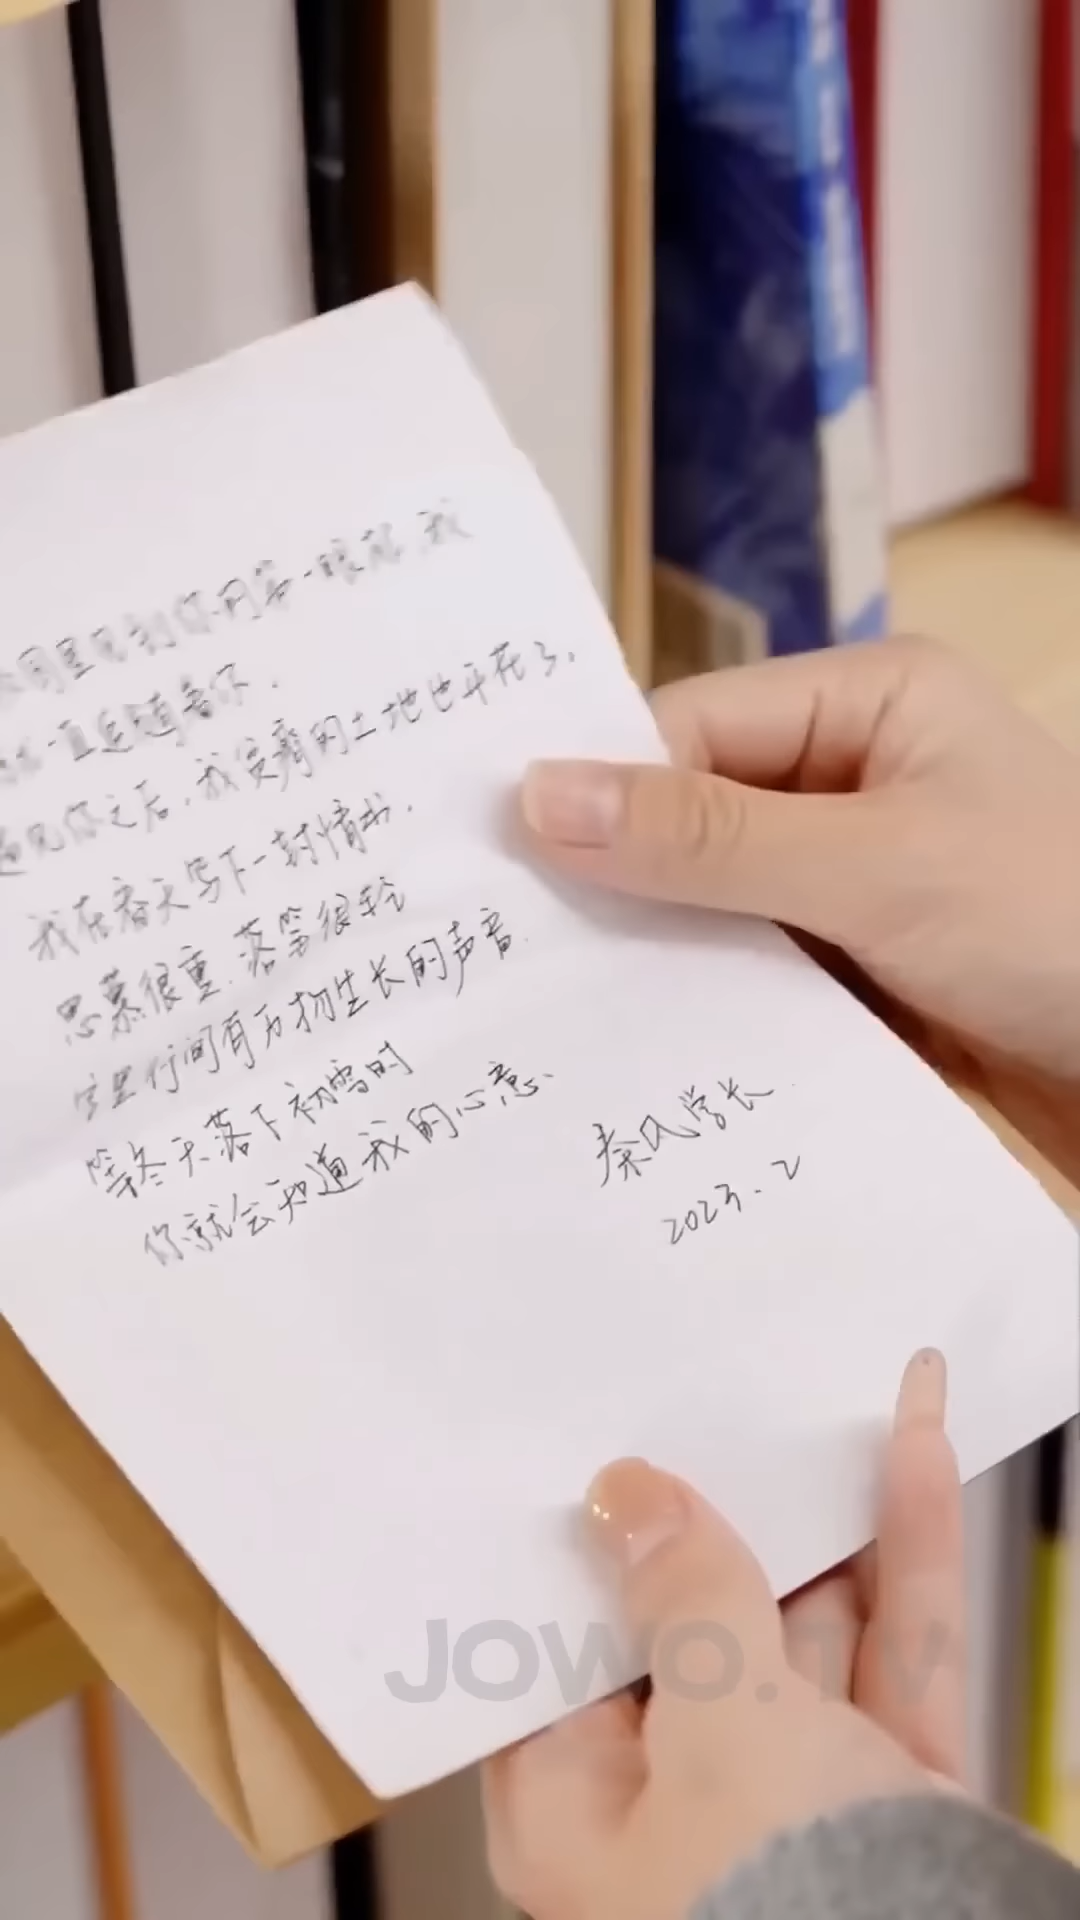 园里见到你的第一眼起,我
一直追随着你.
遇见你之后,我贫瘠的土地也开花了,
我在春天写下一封情书.
思慕很重.落笔很轻
字里行间有万物生长的声音.
等冬天落下初雪时
你就会知道我的心意、
秦风学长
2023.2
JOWO.TV